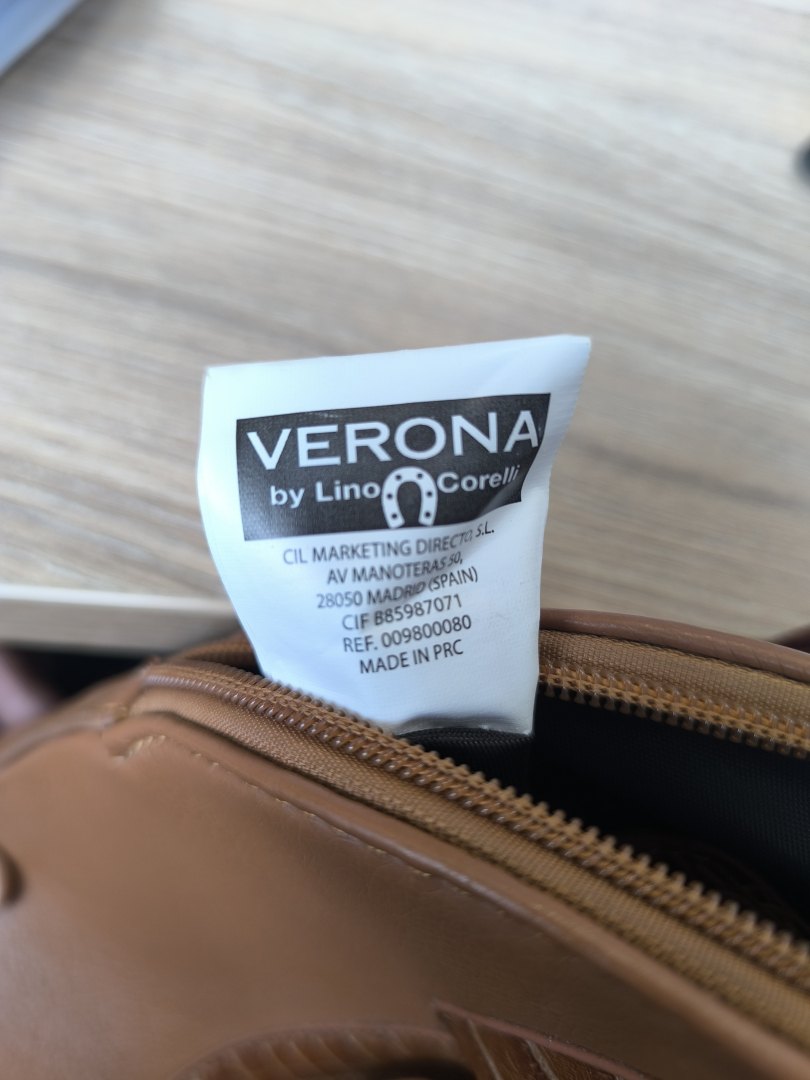 VERONA
by Lino Corelli
CIL MARKETING DIRECTO, S.L.
AV MANOTERAS 50,
28050 MADRID (SPAIN)
CIF B85987071
REF. 009800080
MADE IN PRC